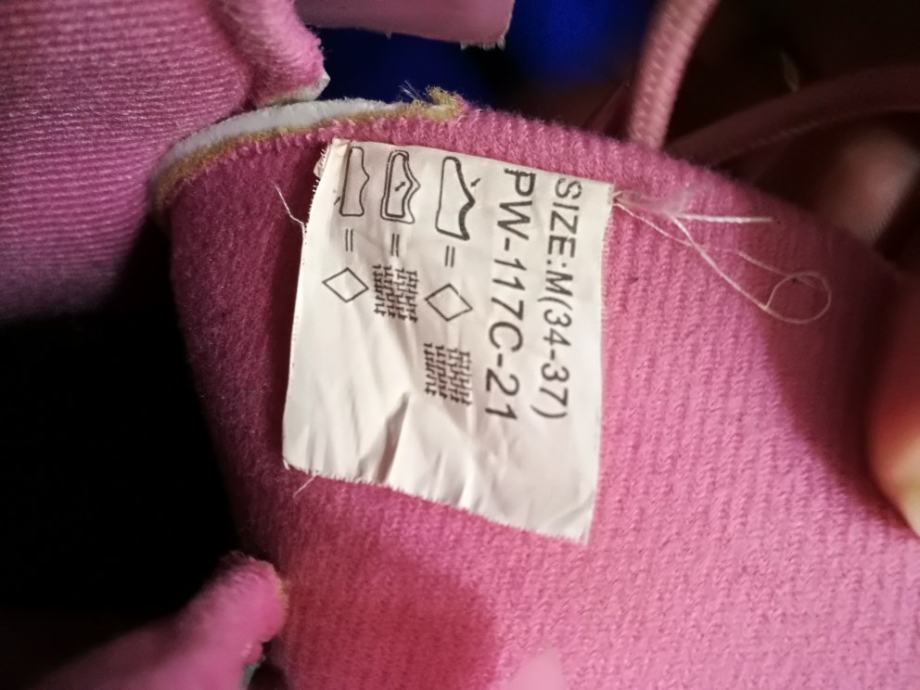 SIZE:M(34-37)
PW-117C-21
=
=
=